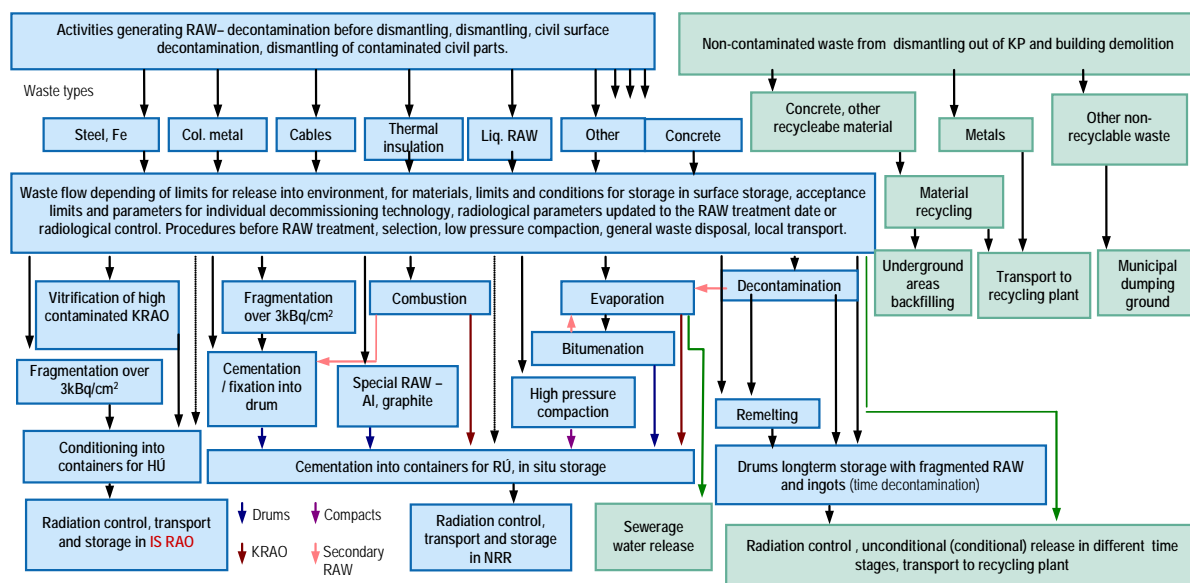 Activities generating RAW– decontamination before dismantling, dismantling, civil surface
decontamination, dismantling of contaminated civil parts.
Non-contaminated waste from dismantling out of KP and building demolition
Waste types
Steel, Fe
Col. metal
Cables
Thermal
insulation
Liq. RAW
Other
Concrete
Concrete, other
recycleabe material
Metals
Other non-
recyclable waste
Waste flow depending of limits for release into environment, for materials, limits and conditions for storage in surface storage, acceptance
limits and parameters for individual decommissioning technology, radiological parameters updated to the RAW treatment date or
radiological control. Procedures before RAW treatment, selection, low pressure compaction, general waste disposal, local transport.
Material
recycling
Underground
areas
backfilling
Transport to
recycling plant
Municipal
dumping
ground
Vitrification of high
contaminated KRAO
Fragmentation
over 3kBq/cm²
Combustion
Evaporation
Decontamination
Bitumenation
Fragmentation over
3kBq/cm²
Cementation
/ fixation into
drum
Special RAW –
Al, graphite
High pressure
compaction
Remelting
Conditioning into
containers for HÚ
Cementation into containers for RÚ, in situ storage
Drums longterm storage with fragmented RAW
and ingots (time decontamination)
Radiation control, transport
and storage in IS RAO
Drums
Compacts
KRAO
Secondary
RAW
Radiation control,
transport and storage in
NRR
Sewerage
water release
Radiation control , unconditional (conditional) release in different time
stages, transport to recycling plant